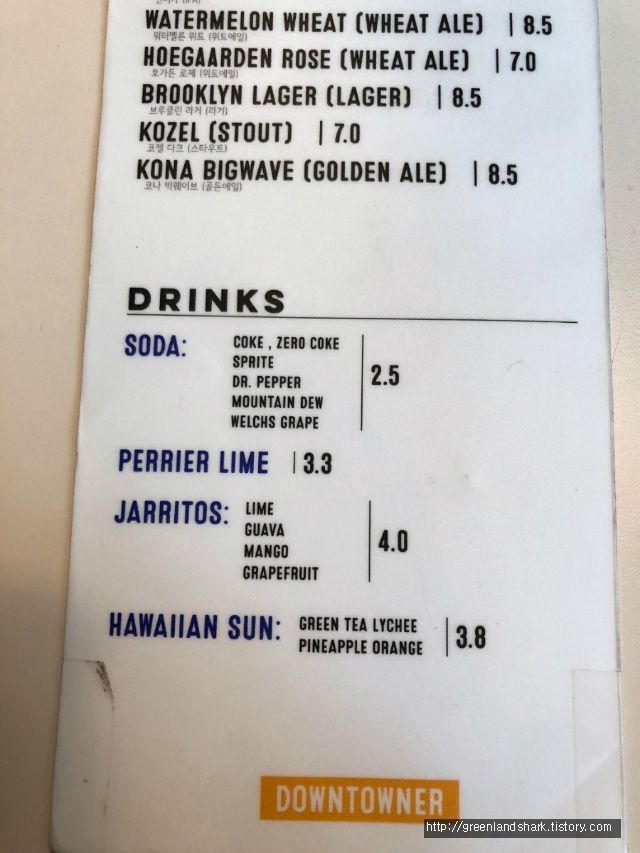 WATERMELON WHEAT (WHEAT ALE) | 8.5
워터멜론 위트 (위트에일)
HOEGAARDEN ROSE (WHEAT ALE) | 7.0
호가든 로제 (위트에일)
BROOKLYN LAGER (LAGER) | 8.5
브루클린 라거 (라거)
KOZEL (STOUT) | 7.0
코젤 다크 (스타우트)
KONA BIGWAVE (GOLDEN ALE) | 8.5
코나 빅웨이브 (골든에일)
DRINKS
SODA:
COKE , ZERO COKE
SPRITE
DR. PEPPER
MOUNTAIN DEW
WELCHS GRAPE
2.5
PERRIER LIME | 3.3
JARRITOS:
LIME
GUAVA
MANGO
GRAPEFRUIT
4.0
HAWAIIAN SUN:
GREEN TEA LYCHEE
PINEAPPLE ORANGE
3.8
DOWNTOWNER
http://greenlandshark.tistory.com